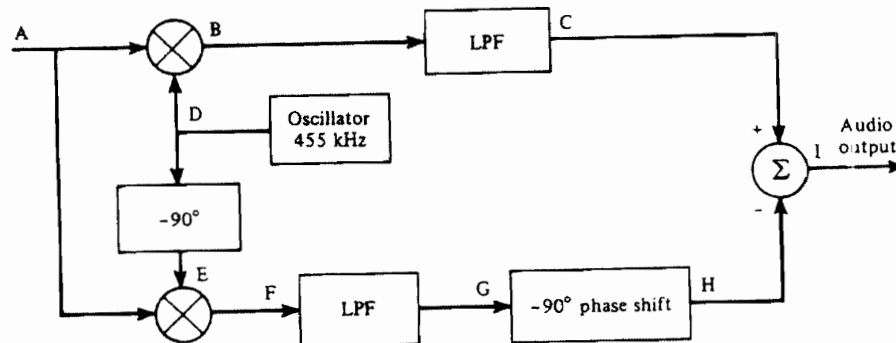 A
B
LPF
C
D
Oscillator
455 kHz
+
Σ
I
Audio
output
-90°
−
E
F
LPF
G
-90° phase shift
H